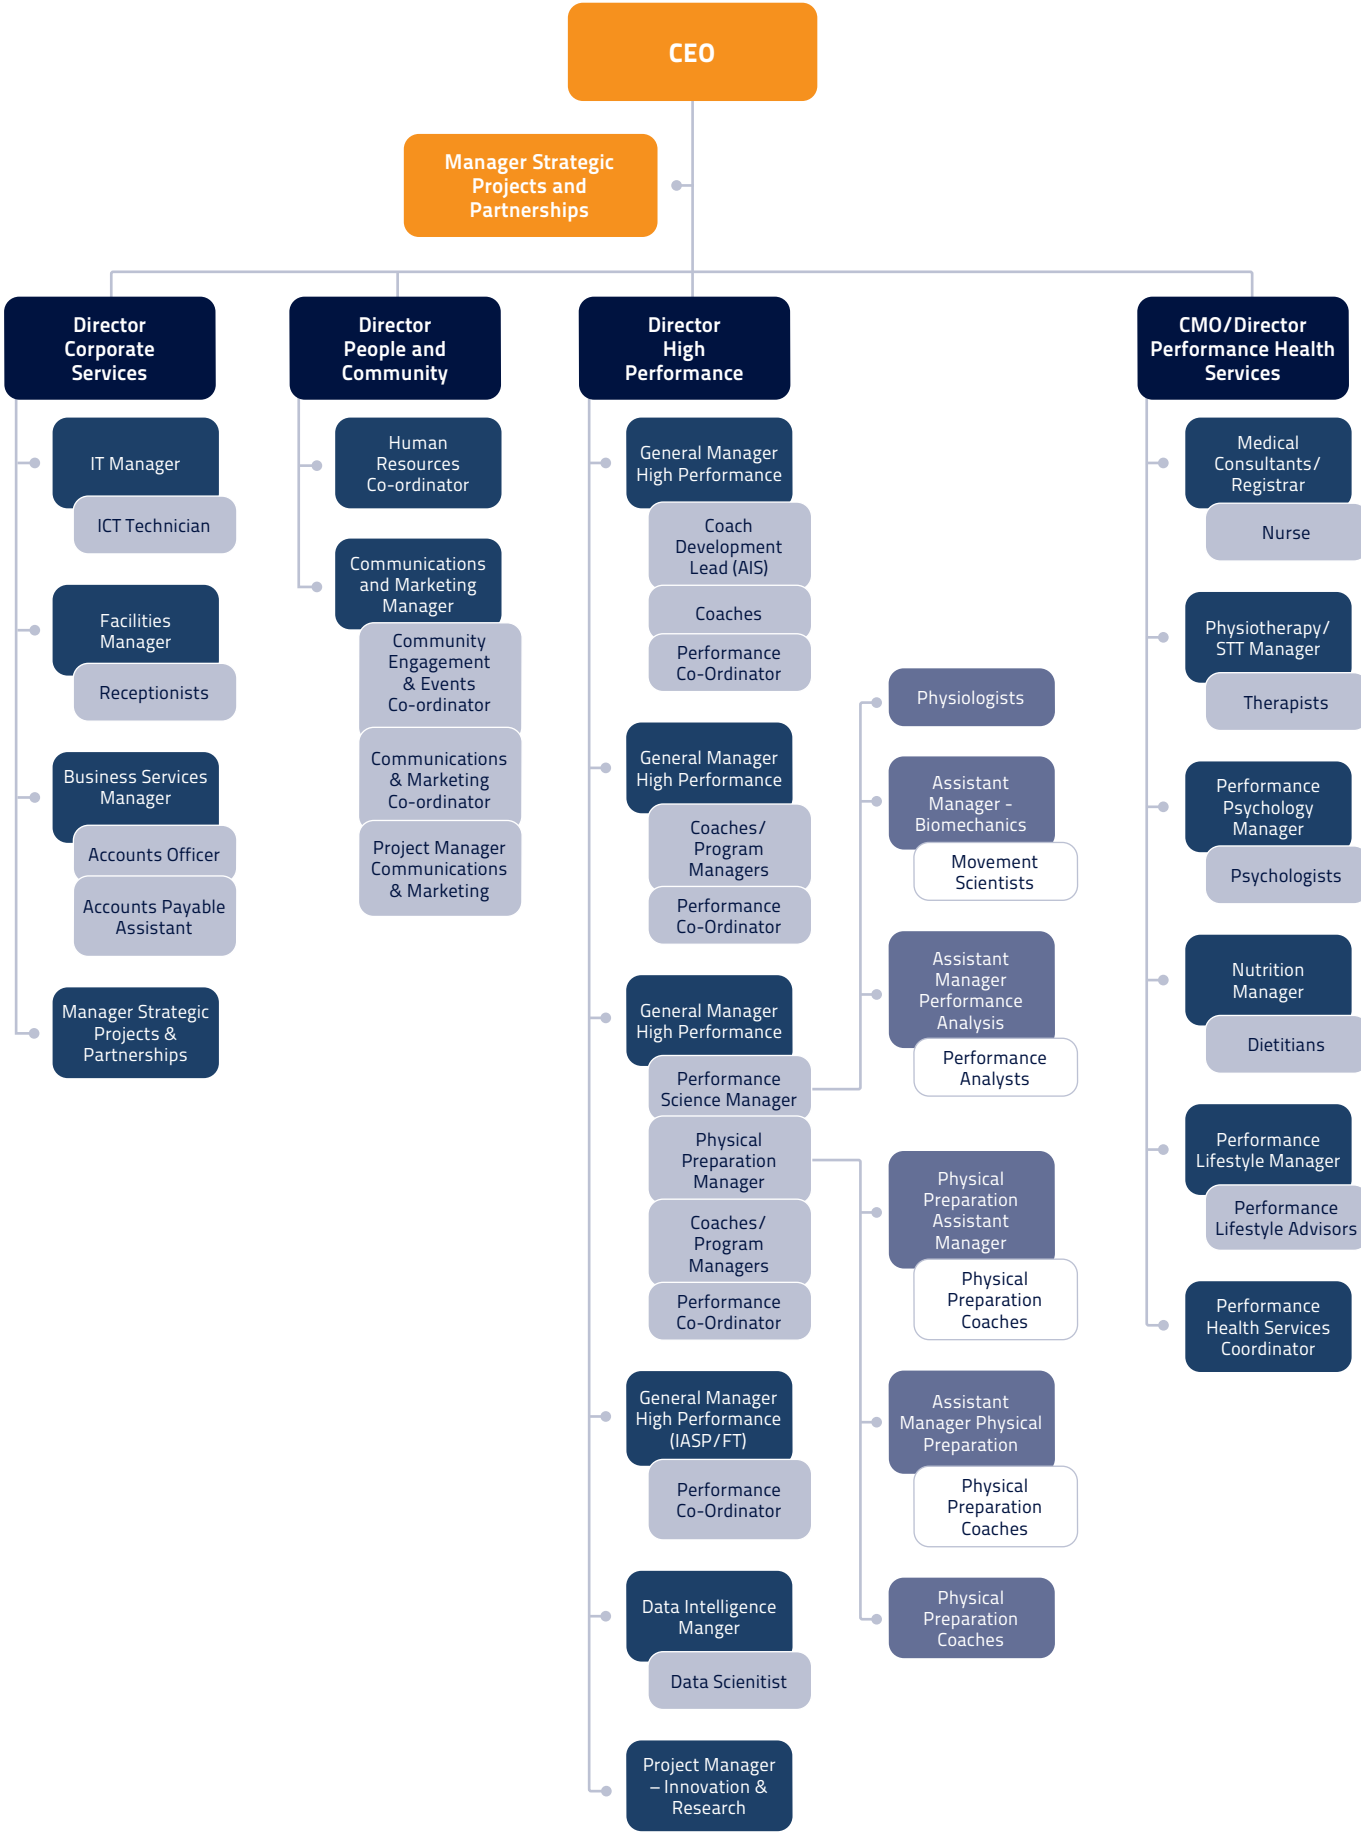 CEO
Manager Strategic
Projects and
Partnerships
Director
Corporate
Services
IT Manager
ICT Technician
Facilities
Manager
Receptionists
Business Services
Manager
Accounts Officer
Accounts Payable
Assistant
Manager Strategic
Projects &
Partnerships
Director
People and
Community
Human
Resources
Co-ordinator
Communications
and Marketing
Manager
Community
Engagement
& Events
Co-ordinator
Communications
& Marketing
Co-ordinator
Project Manager
Communications
& Marketing
Director
High
Performance
General Manager
High Performance
Coach
Development
Lead (AIS)
Coaches
Performance
Co-Ordinator
General Manager
High Performance
Coaches/
Program
Managers
Performance
Co-Ordinator
General Manager
High Performance
Performance
Science Manager
Physical
Preparation
Manager
Coaches/
Program
Managers
Performance
Co-Ordinator
General Manager
High Performance
(IASP/FT)
Performance
Co-Ordinator
Data Intelligence
Manger
Data Scienitist
Project Manager
– Innovation &
Research
Physiologists
Assistant
Manager -
Biomechanics
Movement
Scientists
Assistant
Manager
Performance
Analysis
Performance
Analysts
Physical
Preparation
Assistant
Manager
Physical
Preparation
Coaches
Assistant
Manager Physical
Preparation
Physical
Preparation
Coaches
Physical
Preparation
Coaches
CMO/Director
Performance Health
Services
Medical
Consultants/
Registrar
Nurse
Physiotherapy/
STT Manager
Therapists
Performance
Psychology
Manager
Psychologists
Nutrition
Manager
Dietitians
Performance
Lifestyle Manager
Performance
Lifestyle Advisors
Performance
Health Services
Coordinator